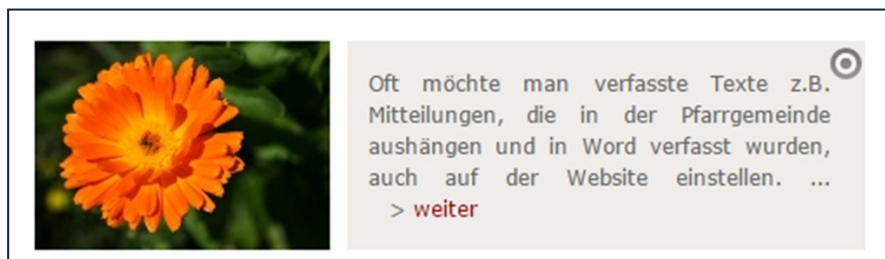 Oft möchte man verfasste Texte z.B.
Mitteilungen, die in der Pfarrgemeinde
aushängen und in Word verfasst wurden,
auch auf der Website einstellen. ...
> weiter